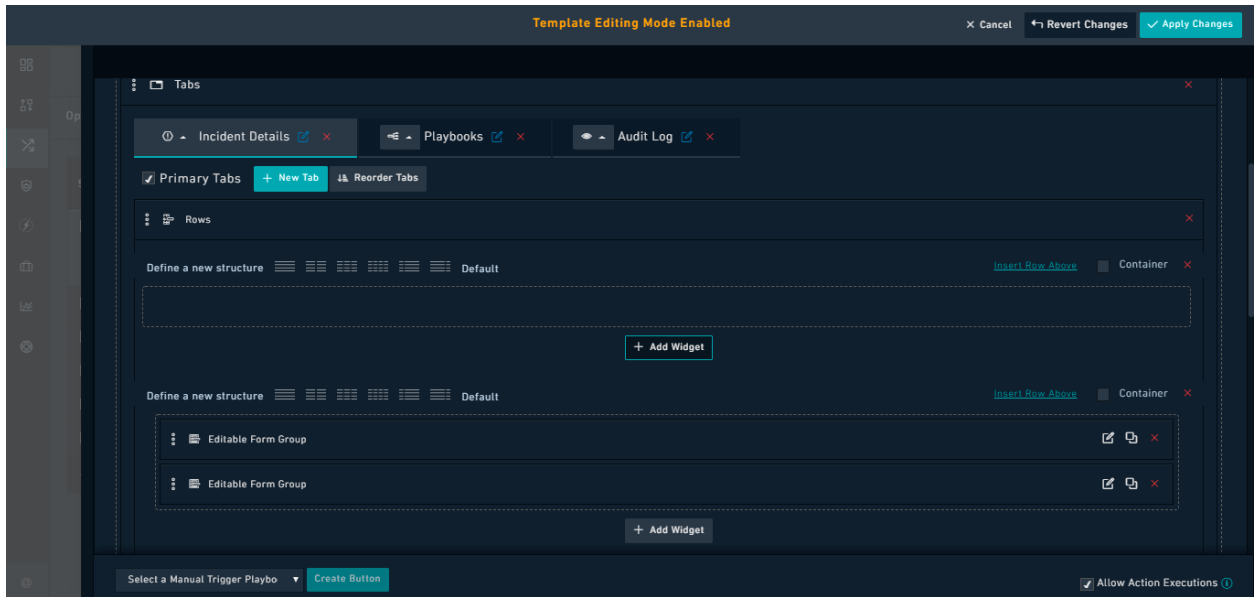 Template Editing Mode Enabled
Cancel
Revert Changes
Apply Changes
Op
Tabs
Incident Details
Playbooks
Audit Log
Primary Tabs
New Tab
Reorder Tabs
Rows
Define a new structure
Default
Insert Row Above
Container
+ Add Widget
Define a new structure
Default
Insert Row Above
Container
Editable Form Group
Editable Form Group
+ Add Widget
Select a Manual Trigger Playbo
Create Button
Allow Action Executions